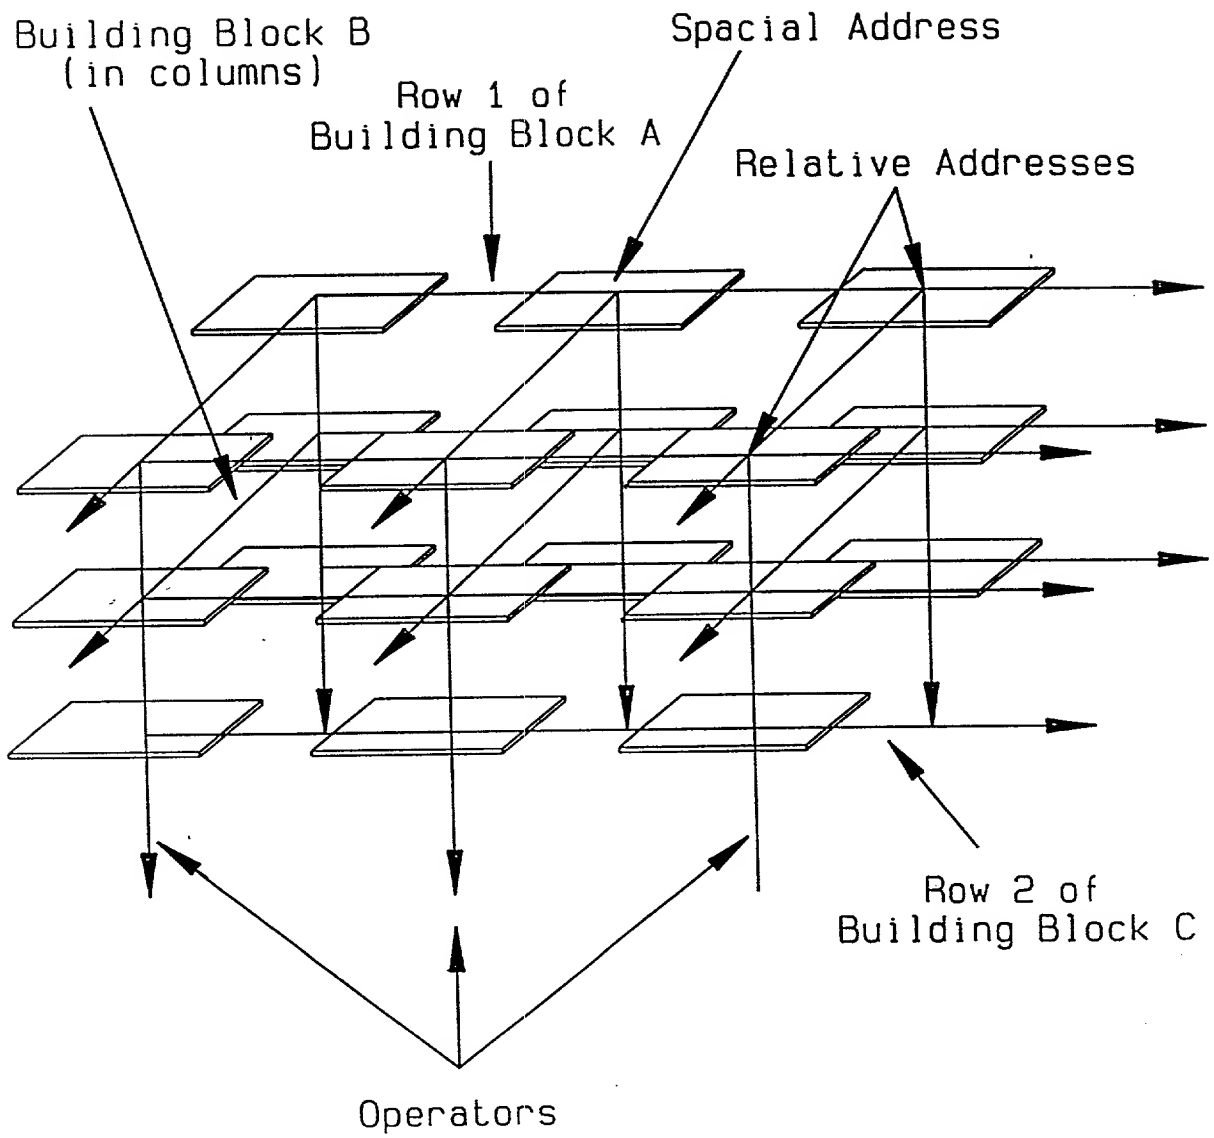 Building Block B
(in columns)
Spacial Address
Row 1 of
Building Block A
Relative Addresses
Row 2 of
Building Block C
Operators